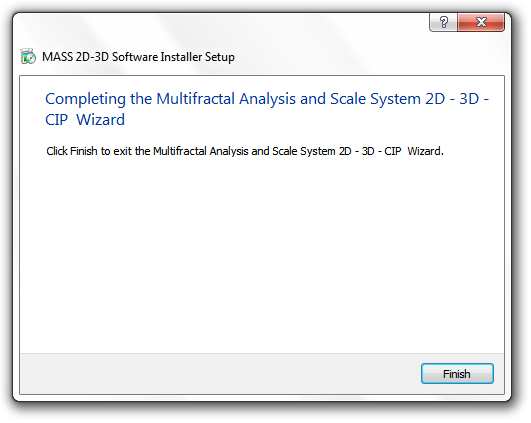 ?
MASS 2D-3D Software Installer Setup
Completing the Multifractal Analysis and Scale System 2D - 3D -
CIP  Wizard
Click Finish to exit the Multifractal Analysis and Scale System 2D - 3D - CIP  Wizard.
Finish